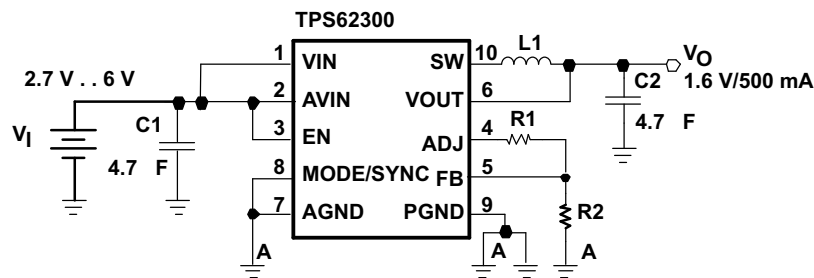 TPS62300
1 VIN SW 10 L1
2.7 V . . 6 V
2 AVIN VOUT 6
VO
1.6 V/500 mA
C2
4.7 F
VI
C1
4.7 F
3 EN ADJ 4 R1
8 MODE/SYNC FB 5
7 AGND PGND 9
R2
A A A